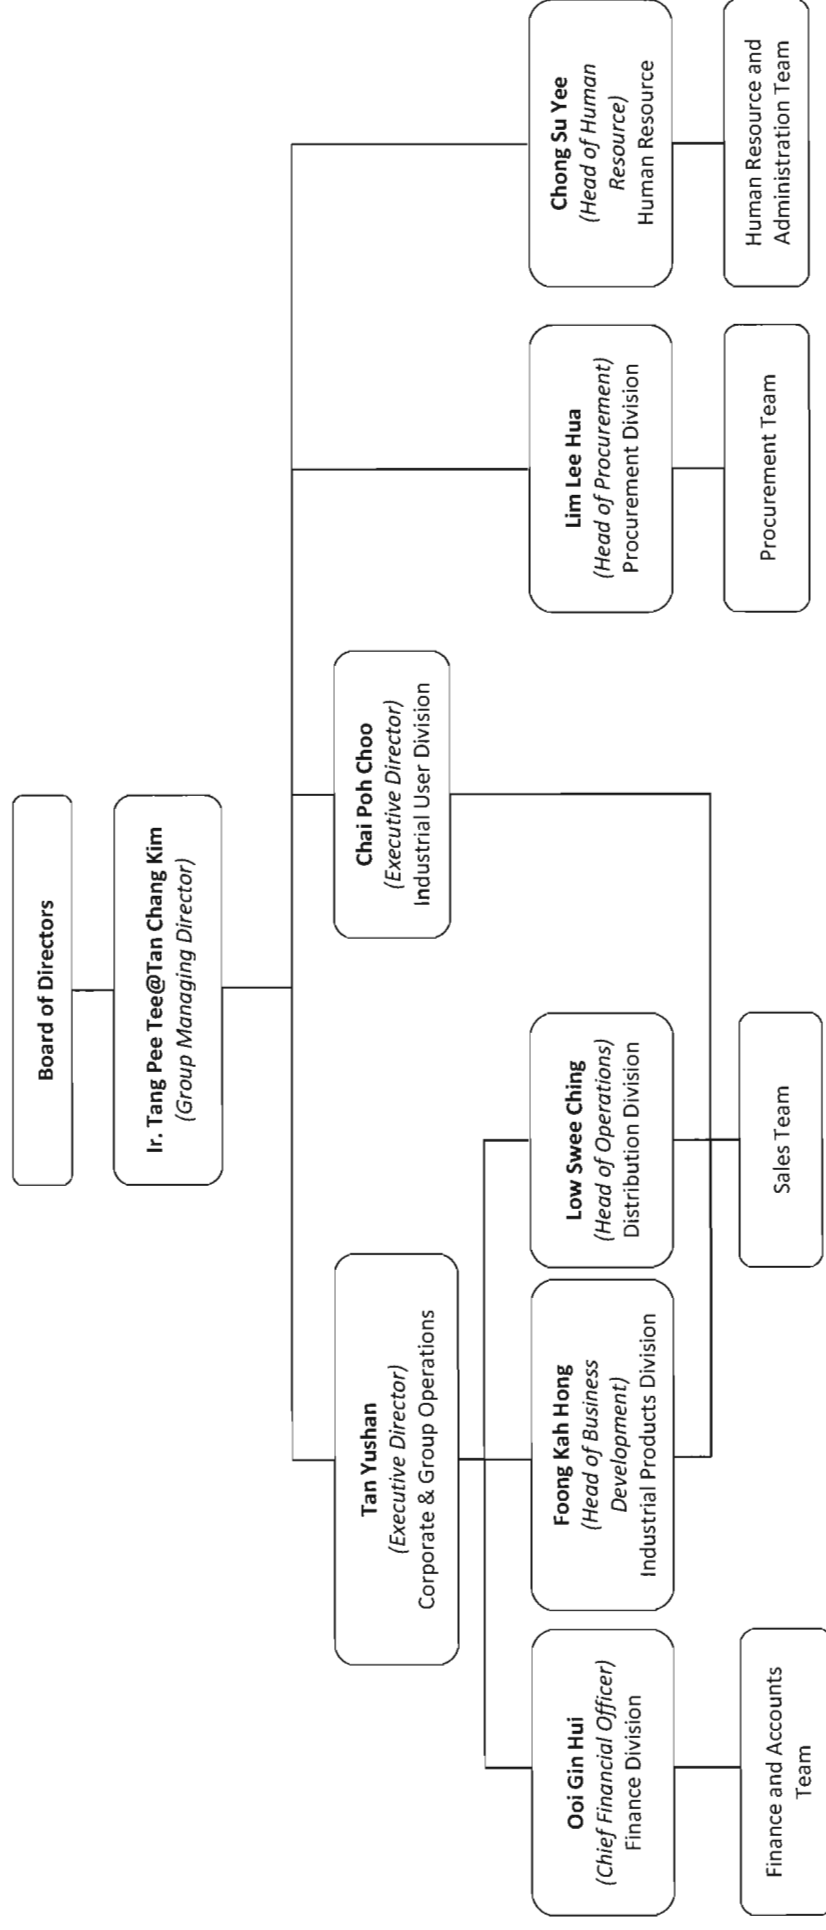 Board of Directors
Ir. Tang Pee Tee@Tan Chang Kim
(Group Managing Director)
Tan Yushan
(Executive Director)
Corporate & Group Operations
Chai Poh Choo
(Executive Director)
Industrial User Division
Ooi Gin Hui
(Chief Financial Officer)
Finance Division
Foong Kah Hong
(Head of Business
Development)
Industrial Products Division
Low Swee Ching
(Head of Operations)
Distribution Division
Lim Lee Hua
(Head of Procurement)
Procurement Division
Chong Su Yee
(Head of Human
Resource)
Human Resource
Finance and Accounts
Team
Sales Team
Procurement Team
Human Resource and
Administration Team